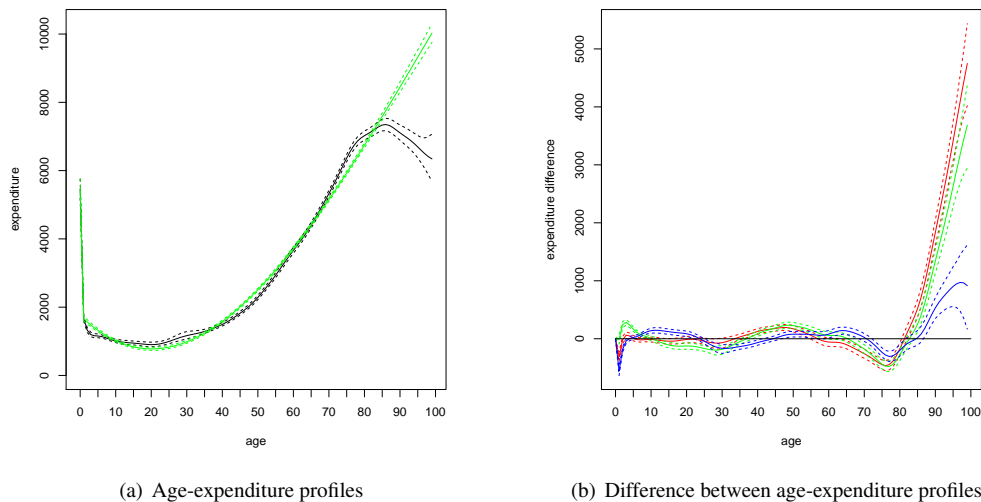 10000
8000
6000
4000
2000
0
expenditure
0 10 20 30 40 50 60 70 80 90 100
age
(a) Age-expenditure profiles
5000
4000
3000
2000
1000
0
expenditure difference
0 10 20 30 40 50 60 70 80 90 100
age
(b) Difference between age-expenditure profiles